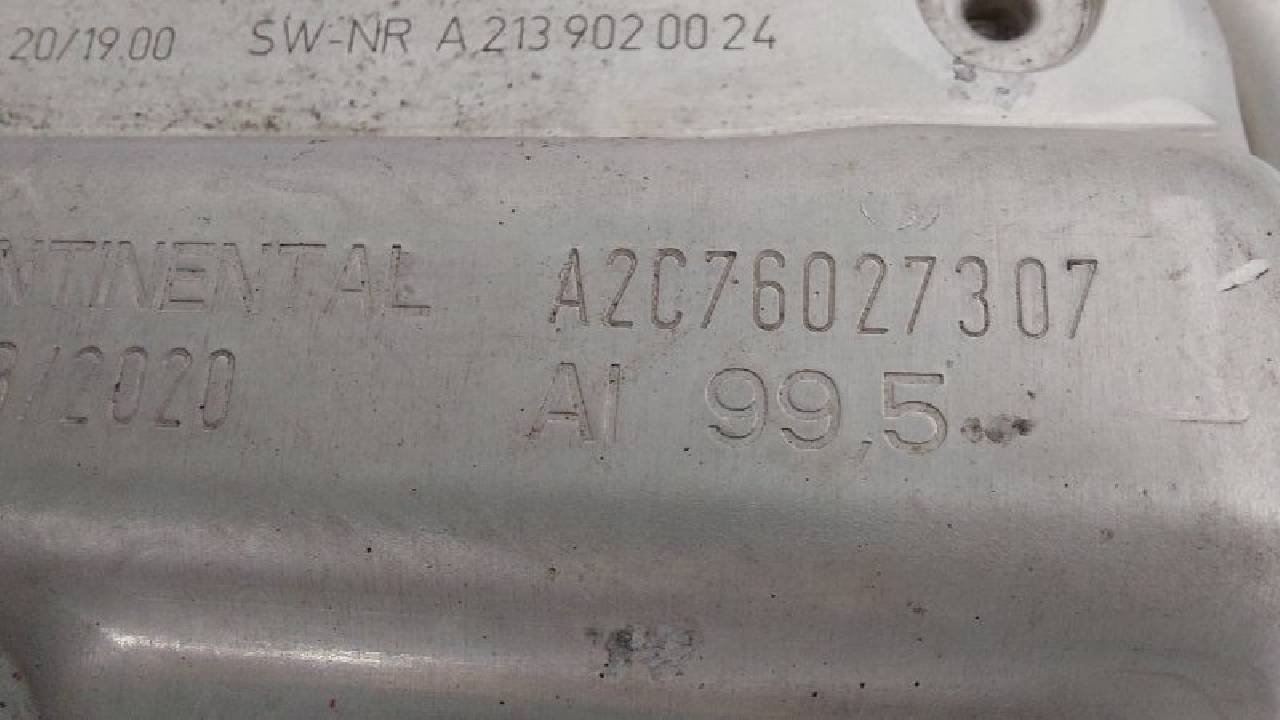 20/19.00 SW-NR A 213 902 00 24
NTINENTAL A2C76027307
/2020 Al 99,5